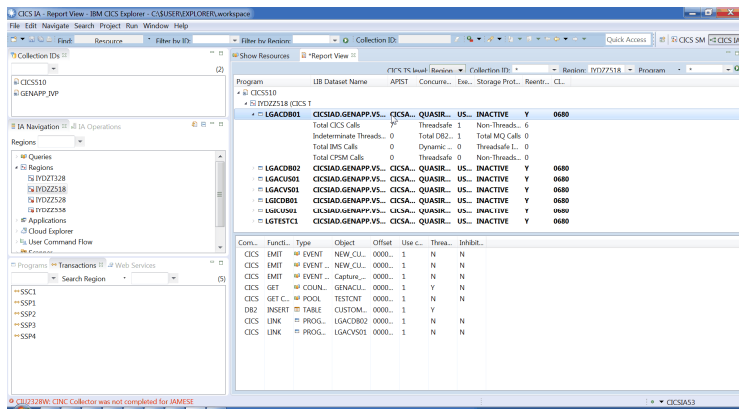 CICS IA - Report View - IBM CICS Explorer - C:\$USER\EXPLORER\workspace
File Edit Navigate Search Project Run Window Help
Find: Resource Filter by ID: Filter by Region: Collection ID: Quick Access CICS SM CICS IA
Collection IDs
(2)
CICS510
GENAPP_IVP
IA Navigation IA Operations
Regions
Queries
Regions
IYDZT328
IYDZZ518
IYDZZ528
IYDZZ538
Applications
Cloud Explorer
User Command Flow
Programs Transactions Web Services
Search Region (5)
SSC1
SSP1
SSP2
SSP3
SSP4
Show Resources *Report View
CICS TS level: Region Collection ID: * Region: IYDZZ518 Program * 0
Program LIB Dataset Name APIST Concurre... Exe... Storage Prot... Reentr... CI...
CICS510
IYDZZ518 (CICS T
LGACDB01 CICSIAD.GENAPP.V5... CICSA... QUASIR... US... INACTIVE Y 0680
Total CICS Calls Threadsafe 1 Non-Threads... 6
Indeterminate Threads... 0 Total DB2... 1 Total MQ Calls 0
Total IMS Calls 0 Dynamic ... 0 Threadsafe I... 0
Total CPSM Calls 0 Threadsafe 0 Non-Threads... 0
LGACDB02 CICSIAD.GENAPP.V5... CICSA... QUASIR... US... INACTIVE Y 0680
LGACUS01 CICSIAD.GENAPP.V5... CICSA... QUASIR... US... INACTIVE Y 0680
LGACVS01 CICSIAD.GENAPP.V5... CICSA... QUASIR... US... INACTIVE Y 0680
LGICDB01 CICSIAD.GENAPP.V5... CICSA... QUASIR... US... INACTIVE Y 0680
LGICUS01 CICSIAD.GENAPP.V5... CICSA... QUASIR... US... INACTIVE Y 0680
LGTESTC1 CICSIAD.GENAPP.V5... CICSA... QUASIR... US... INACTIVE Y 0680
Com... Functi... Type Object Offset Use c... Threa... Inhibit...
CICS EMIT EVENT NEW_CU... 0000... 1 N N
CICS EMIT EVENT ... NEW_CU... 0000... 1 N N
CICS EMIT EVENT ... Capture_... 0000... 1 N N
CICS GET COUN... GENACU... 0000... 1 Y N
CICS GET C... POOL TESTCNT 0000... 1 N N
DB2 INSERT TABLE CUSTOM... 0000... 1 Y
CICS LINK PROG... LGACDB02 0000... 1 N N
CICS LINK PROG... LGACVS01 0000... 1 N N
CIU2328W: CINC Collector was not completed for JAMESE
CICSIA53